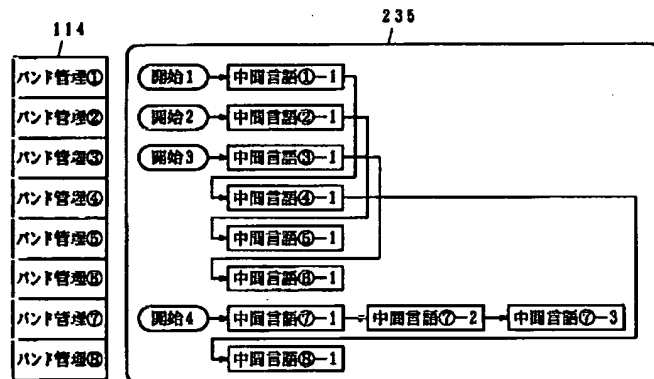 114
235
バンド管理①
開始1
中間言語①-1
バンド管理②
開始2
中間言語②-1
バンド管理③
開始3
中間言語③-1
バンド管理④
中間言語④-1
バンド管理⑤
中間言語⑤-1
バンド管理⑥
中間言語⑥-1
バンド管理⑦
開始4
中間言語⑦-1
中間言語⑦-2
中間言語⑦-3
バンド管理⑧
中間言語⑧-1